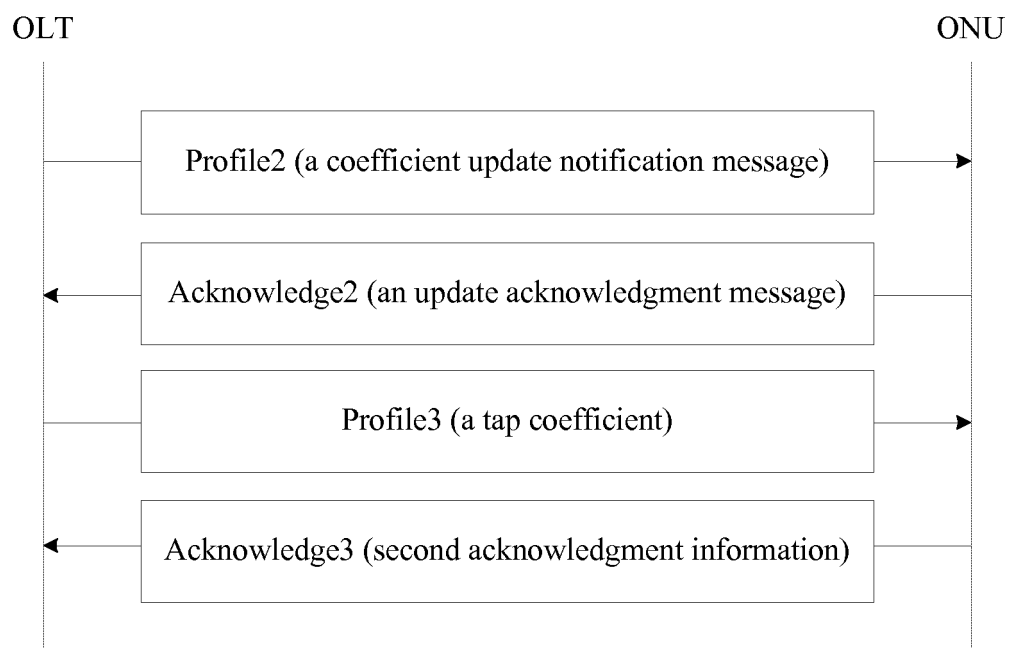 OLT
ONU
Profile2 (a coefficient update notification message)
Acknowledge2 (an update acknowledgment message)
Profile3 (a tap coefficient)
Acknowledge3 (second acknowledgment information)